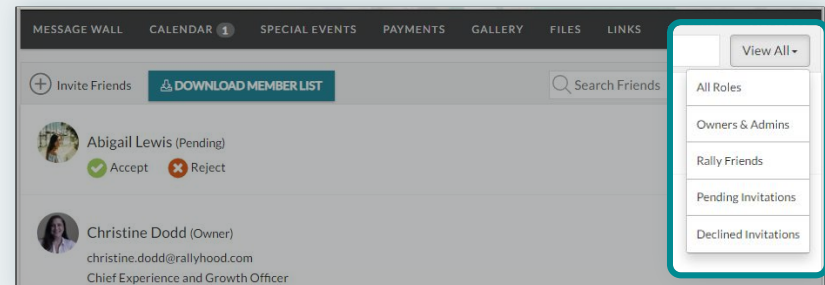 MESSAGE WALL CALENDAR 1 SPECIAL EVENTS PAYMENTS GALLERY FILES LINKS
View All
Invite Friends DOWNLOAD MEMBER LIST Search Friends
All Roles
Owners & Admins
Rally Friends
Pending Invitations
Declined Invitations
Abigail Lewis (Pending)
Accept Reject
Christine Dodd (Owner)
christine.dodd@rallyhood.com
Chief Experience and Growth Officer